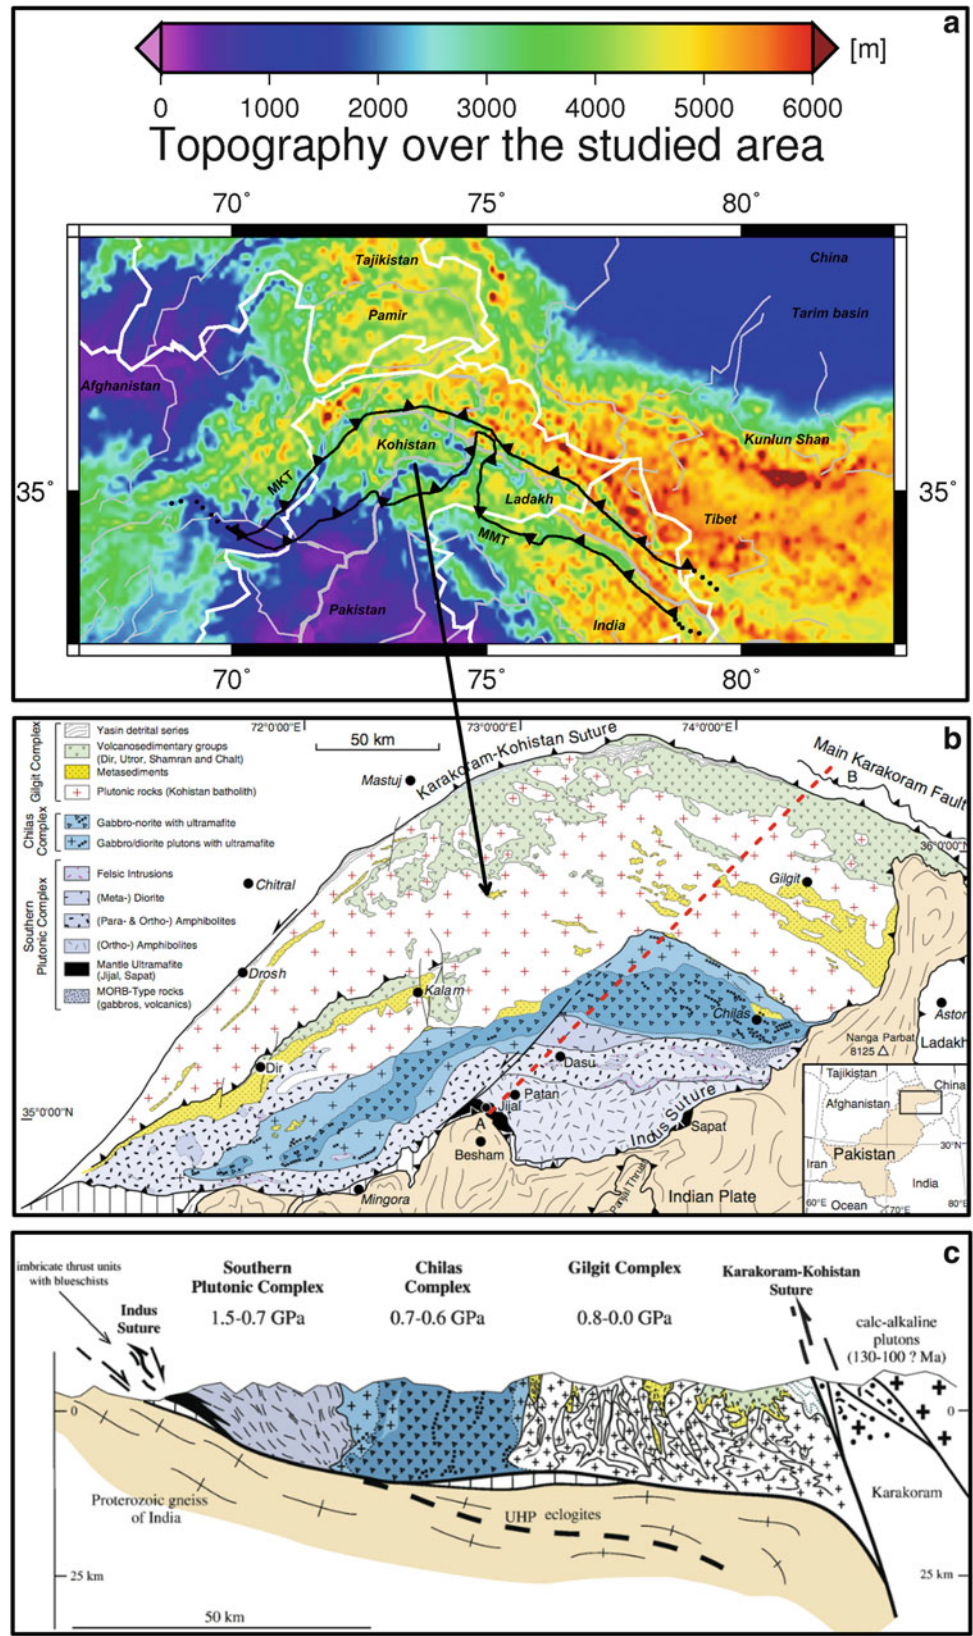 a
[m]
0 1000 2000 3000 4000 5000 6000
Topography over the studied area
70° 75° 80°
China
Tajikistan
Tarim basin
Pamir
Afghanistan
Kunlun Shan
Kohistan
MKT
35° 35°
Ladakh
Tibet
MMT
Pakistan
India
70° 75° 80°
b
72°0'00"E 73°0'00"E 74°0'00"E
50 km
Gilgit Complex
Yasin detrital series
Volcanosedimentary groups
(Dir, Utror, Shamran and Chalt)
Metasediments
Plutonic rocks (Kohistan batholith)
Chilas
Complex
Gabbro-norite with ultramafite
Gabbro/diorite plutons with ultramafite
Southern
Plutonic Complex
Felsic Intrusions
(Meta-) Diorite
(Para- & Ortho-) Amphibolites
(Ortho-) Amphibolites
Mantle Ultramafite
(Jijal, Sapat)
MORB-Type rocks
(gabbros, volcanics)
Karakoram-Kohistan Suture
Main Karakoram Fault
B
Mastuj
36°0'00"N
Chitral
Gilgit
Drosh
Kalam
Chilas
Astor
Nanga Parbat
8125
Ladakh
Dir
Dasu
Patan
35°0'00"N
Jijal
A
Indus Suture
Sapat
Besham
Panjal Thrust
Mingora
Indian Plate
Tajikistan
China
Afghanistan
30°N
Pakistan
Iran
India
60°E
Ocean
70°E
80°E
c
imbricate thrust units
with blueschists
Indus
Suture
Southern
Plutonic Complex
1.5-0.7 GPa
Chilas
Complex
0.7-0.6 GPa
Gilgit Complex
0.8-0.0 GPa
Karakoram-Kohistan
Suture
calc-alkaline
plutons
(130-100 ? Ma)
0 0
Proterozoic gneiss
of India
UHP eclogites
Karakoram
25 km 25 km
50 km